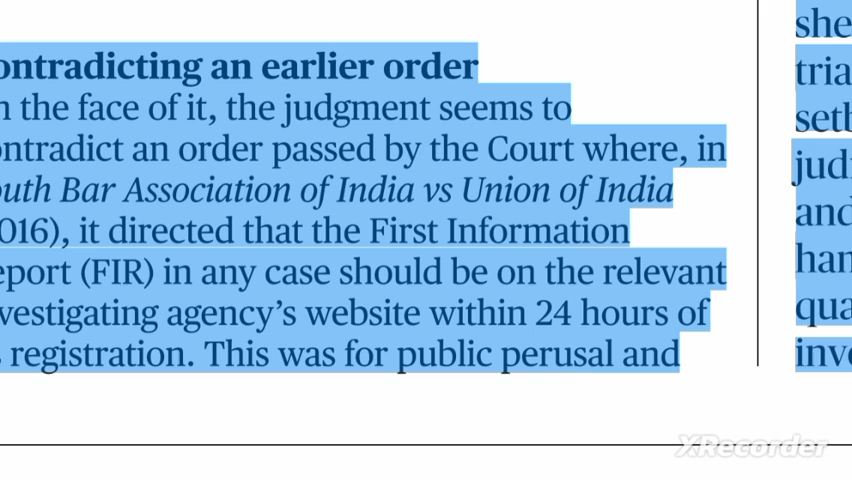 ontradicting an earlier order
n the face of it, the judgment seems to
ontradict an order passed by the Court where, in
outh Bar Association of India vs Union of India
016), it directed that the First Information
eport (FIR) in any case should be on the relevant
vestigating agency's website within 24 hours of
s registration. This was for public perusal and
she
tria
seth
judi
and
han
qua
inve
XRecorder